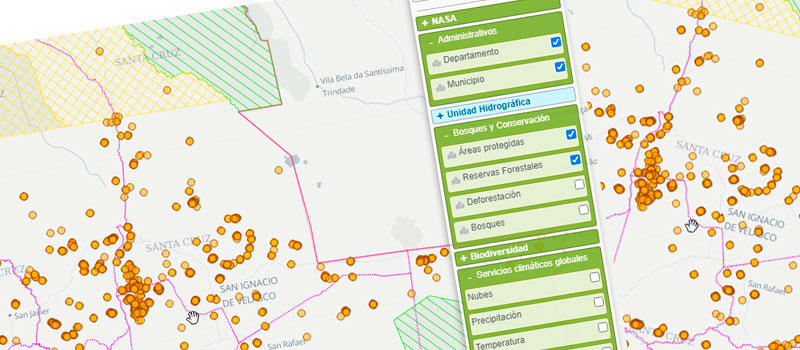 SANTA CRUZ
Vila Bela da Santissima
Trindade
SANTA CRUZ
SAN IGNACIO
DE VELASCO
San Javier
San Rafael
+ NASA
- Administrativos
Departamento
Municipio
+ Unidad Hidrográfica
- Bosques y Conservación
Áreas protegidas
Reservas Forestales
Deforestación
Bosques
+ Biodiversidad
- Servicios climáticos globales
Nubes
Precipitación
Temperatura
SANTA CRUZ
SAN IGNACIO
DE VELASCO
San Rafael